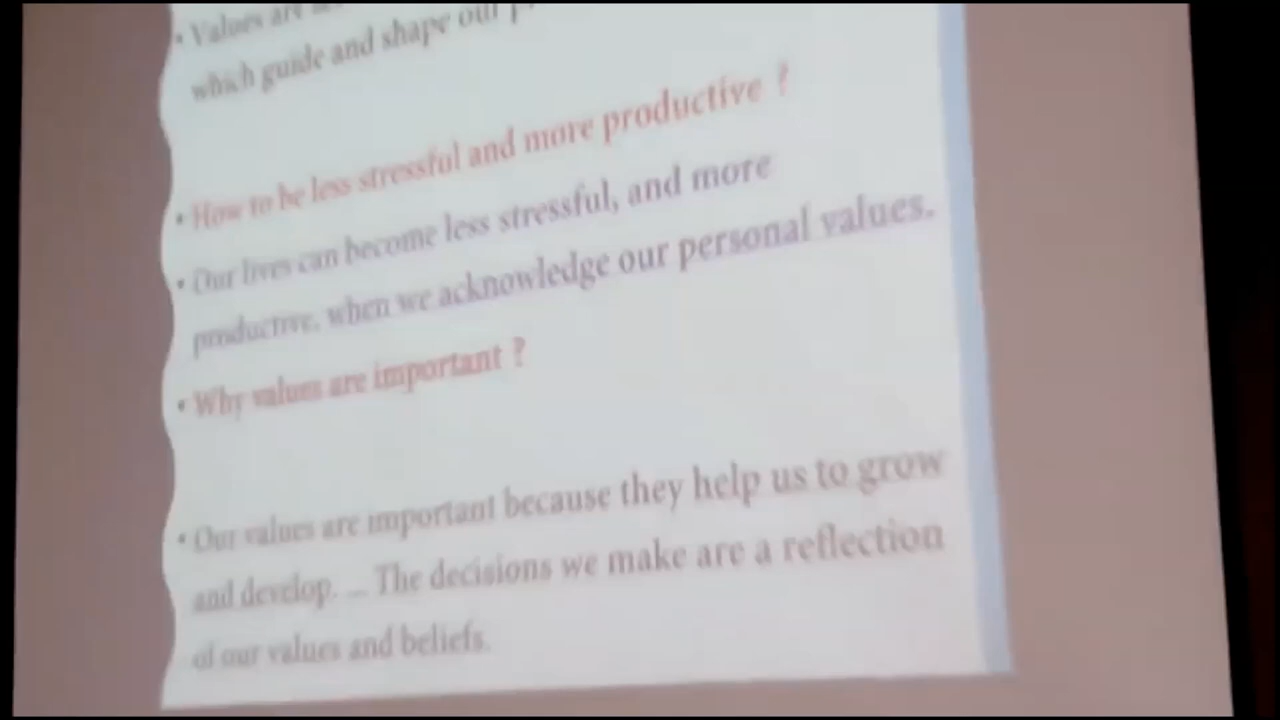 • Values are
which guide and shape our
• How to be less stressful and more productive ?
• Our lives can become less stressful, and more
productive, when we acknowledge our personal values.
• Why values are important ?
• Our values are important because they help us to grow
and develop. ... The decisions we make are a reflection
of our values and beliefs.